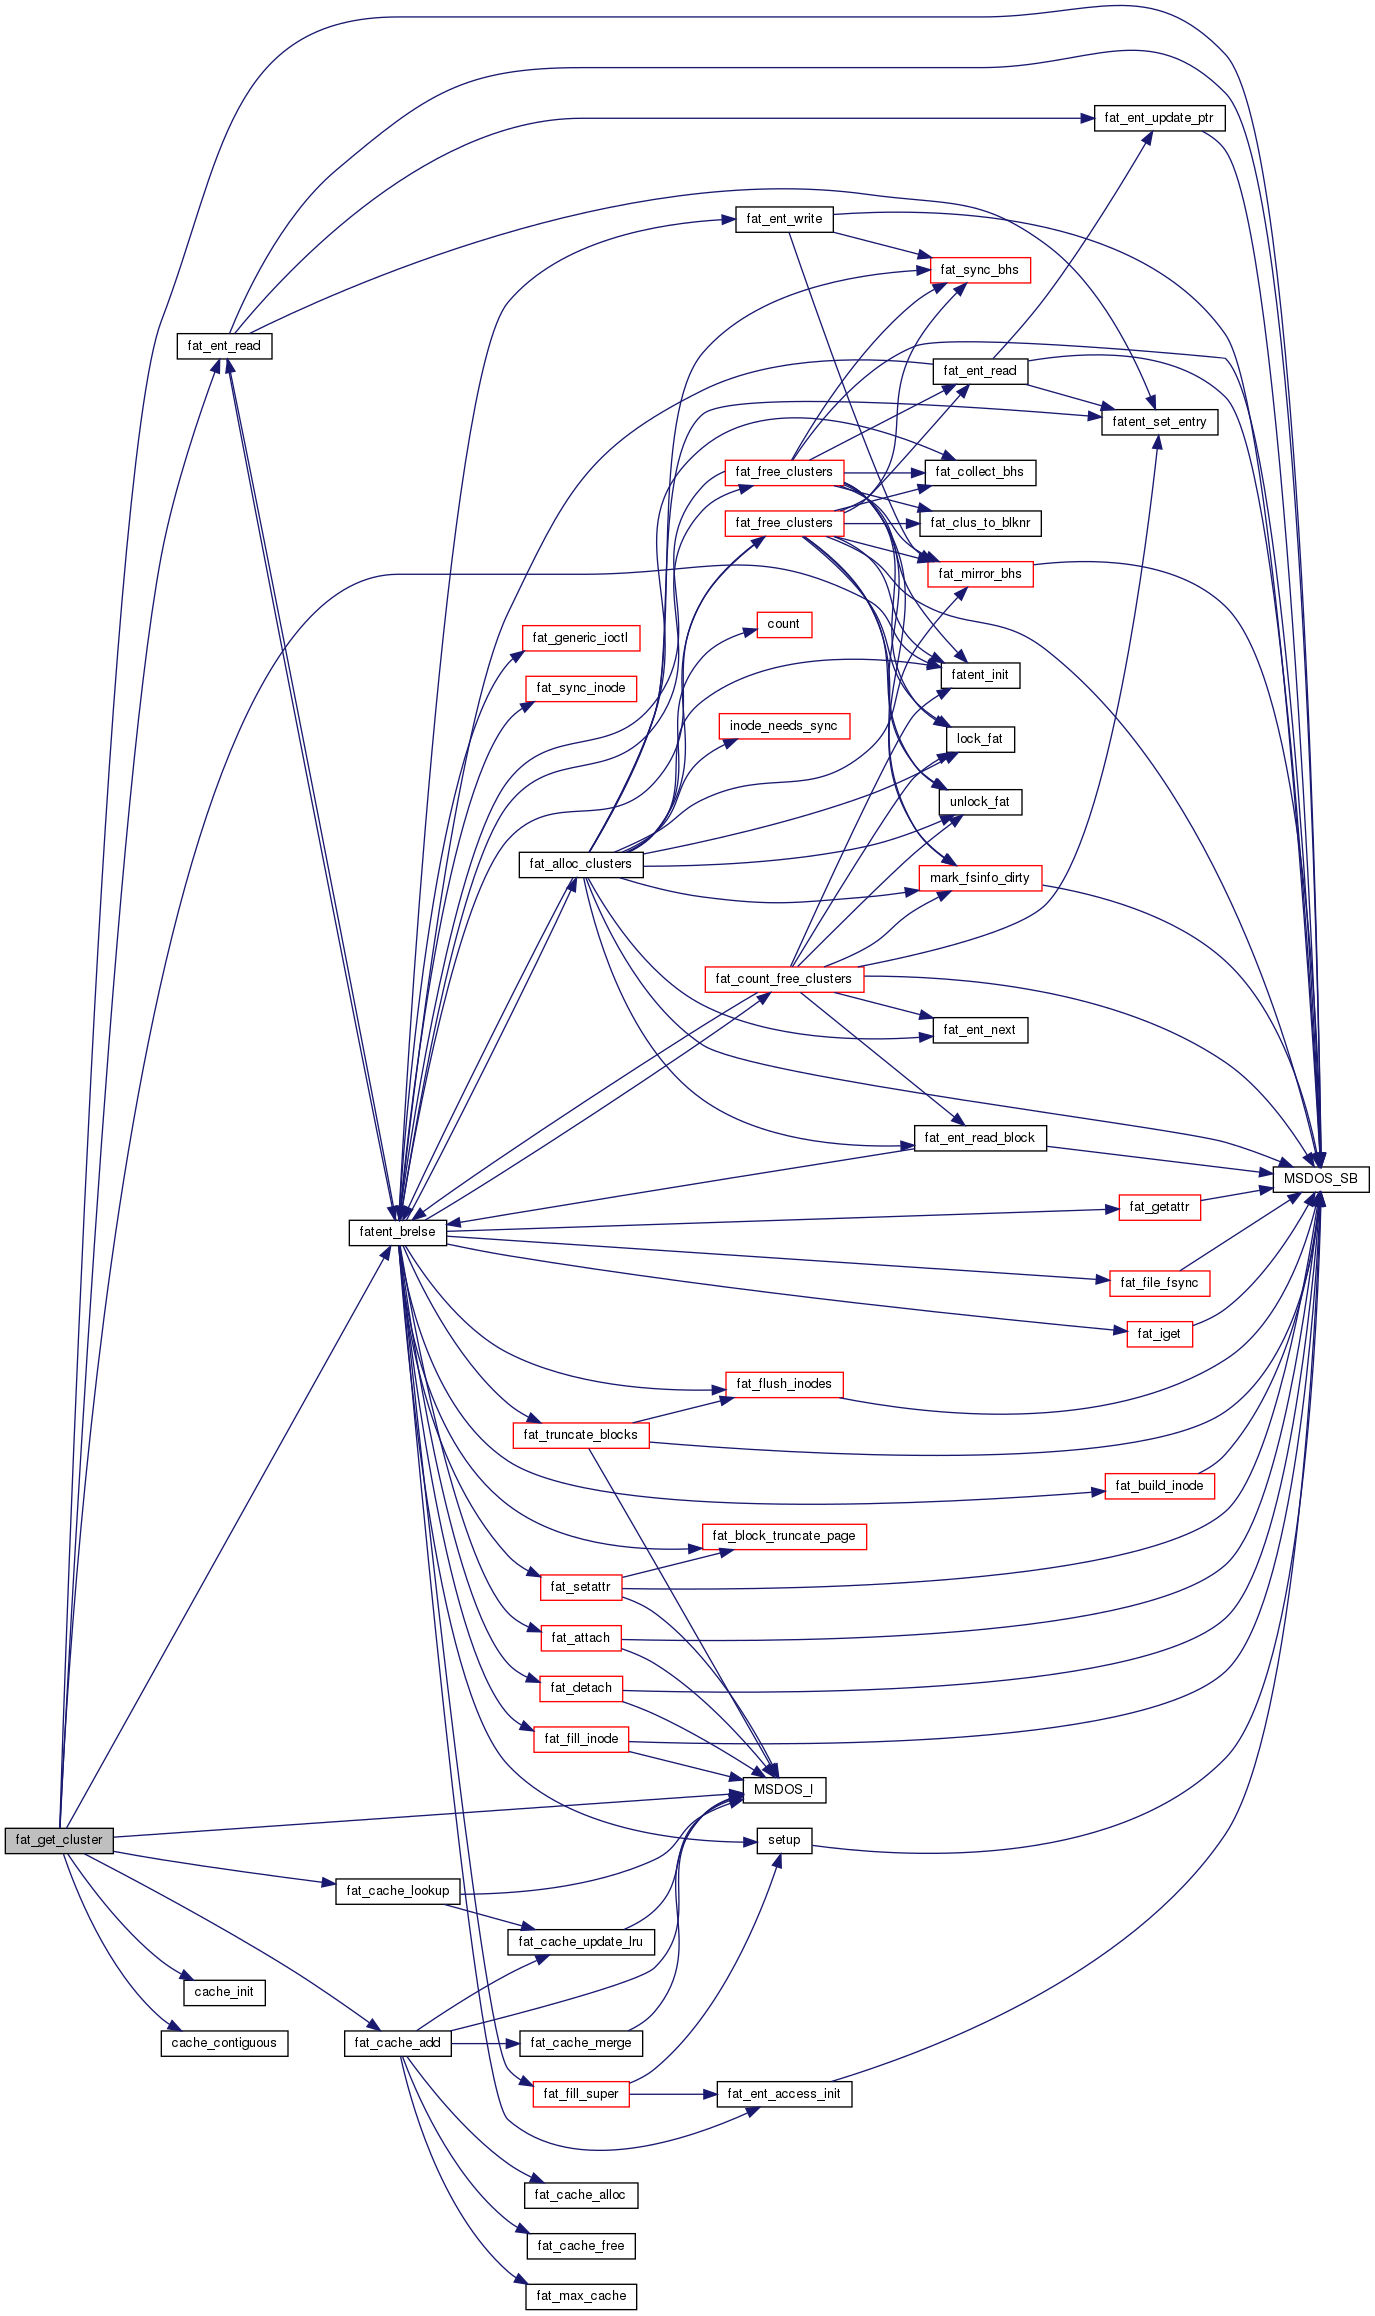 fat_ent_update_ptr
fat_ent_write
fat_sync_bhs
fat_ent_read
fat_ent_read
fatent_set_entry
fat_free_clusters
fat_collect_bhs
fat_free_clusters
fat_clus_to_blknr
fat_mirror_bhs
count
fat_generic_ioctl
fatent_init
fat_sync_inode
inode_needs_sync
lock_fat
unlock_fat
fat_alloc_clusters
mark_fsinfo_dirty
fat_count_free_clusters
fat_ent_next
fat_ent_read_block
MSDOS_SB
fat_getattr
fatent_brelse
fat_file_fsync
fat_iget
fat_flush_inodes
fat_truncate_blocks
fat_build_inode
fat_block_truncate_page
fat_setattr
fat_attach
fat_detach
fat_fill_inode
MSDOS_I
fat_get_cluster
setup
fat_cache_lookup
fat_cache_update_lru
cache_init
cache_contiguous
fat_cache_add
fat_cache_merge
fat_fill_super
fat_ent_access_init
fat_cache_alloc
fat_cache_free
fat_max_cache